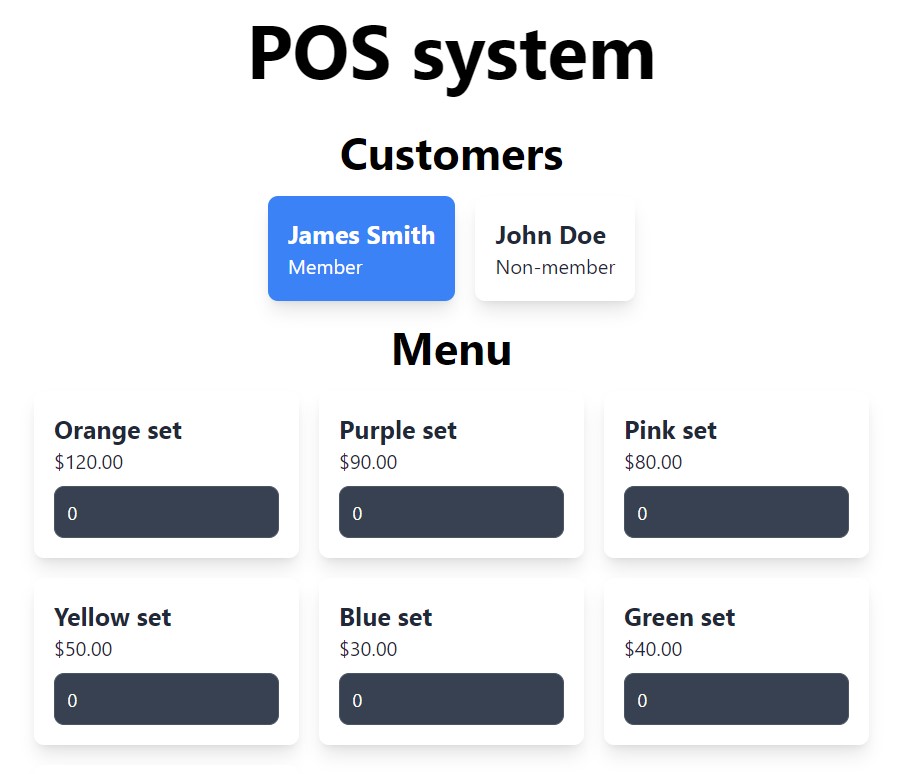 POS system
Customers
James Smith
Member
John Doe
Non-member
Menu
Orange set
$120.00
0
Purple set
$90.00
0
Pink set
$80.00
0
Yellow set
$50.00
0
Blue set
$30.00
0
Green set
$40.00
0